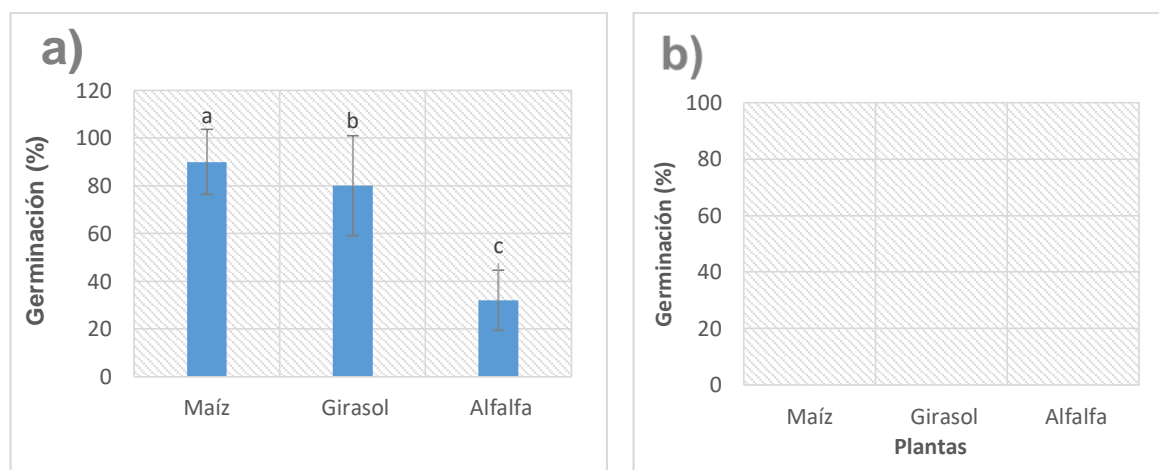 a)
Germinación (%)
120
100
80
60
40
20
0
a
b
c
Maíz Girasol Alfalfa
b)
Germinación (%)
100
80
60
40
20
0
Maíz Girasol Alfalfa
Plantas